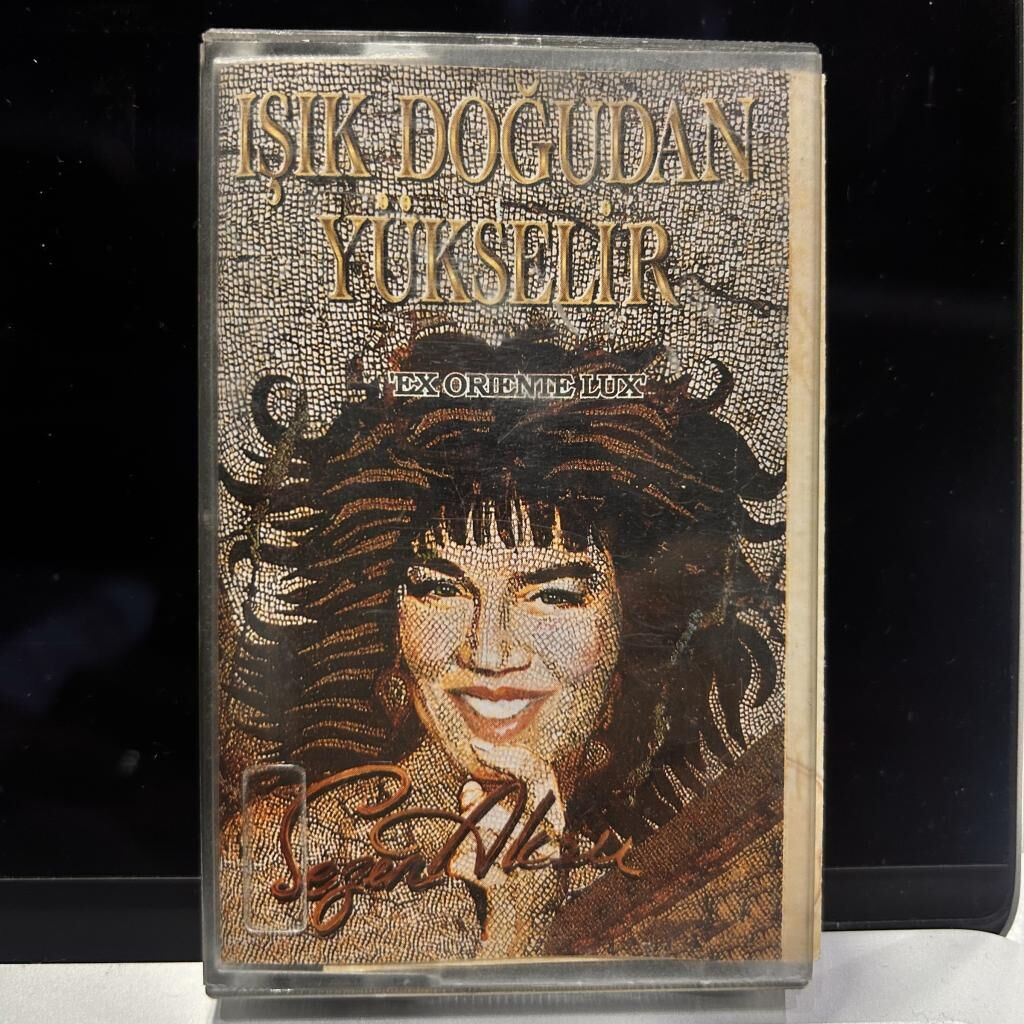 IŞIK DOĞUDAN
YÜKSELİR
'EX ORIENTE LUX'
Sezen Aksu